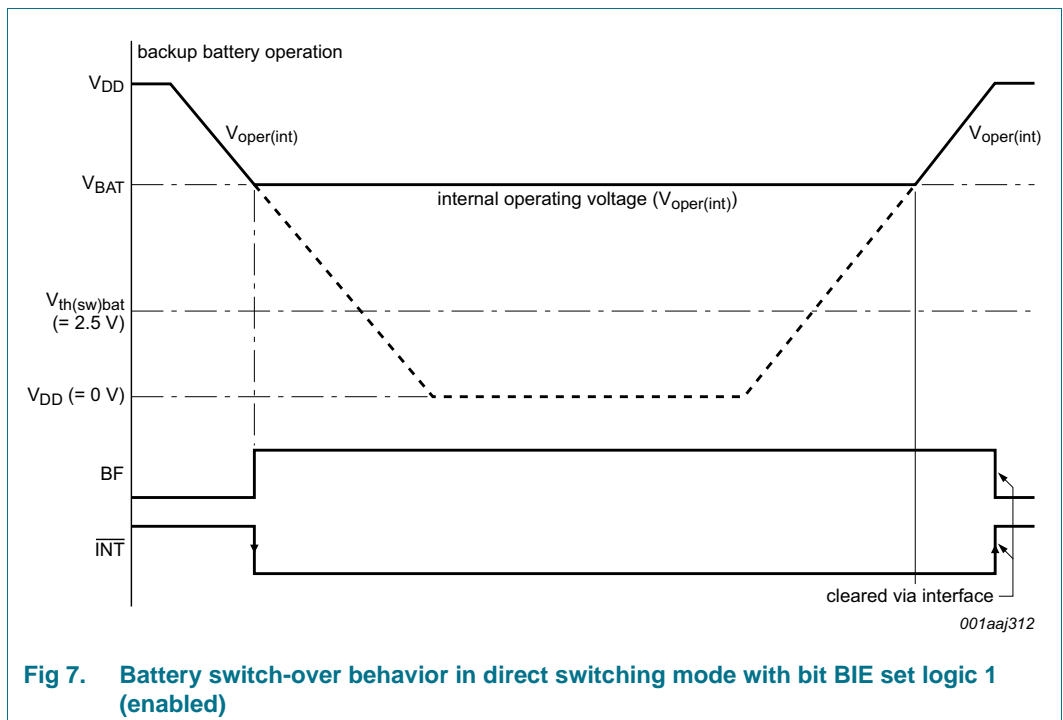 backup battery operation
VDD
Voper(int)
Voper(int)
VBAT
internal operating voltage (Voper(int))
Vth(sw)bat
(= 2.5 V)
VDD (= 0 V)
BF
INT
cleared via interface
001aaj312
Fig 7. Battery switch-over behavior in direct switching mode with bit BIE set logic 1
(enabled)